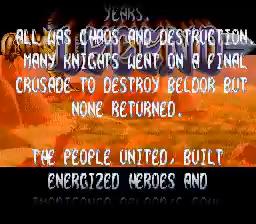 YEARS.
ALL WAS CHAOS AND DESTRUCTION
MANY KNIGHTS WENT ON A FINAL
CRUSADE TO DESTROY BELDOR BUT
NONE RETURNED.
THE PEOPLE UNITED, BUILT
ENERGIZED HEROES AND